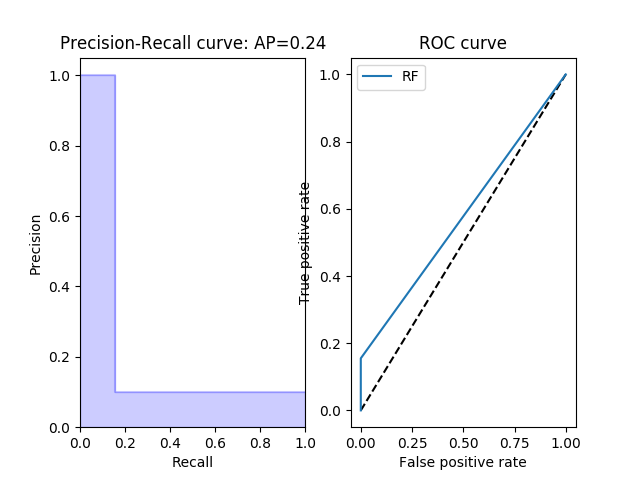 Precision-Recall curve: AP=0.24
1.0
0.8
0.6
0.4
0.2
0.0
Precision
0.0 0.2 0.4 0.6 0.8 1.0
Recall
ROC curve
RF
1.0
0.8
0.6
0.4
0.2
0.0
True positive rate
0.00 0.25 0.50 0.75 1.00
False positive rate